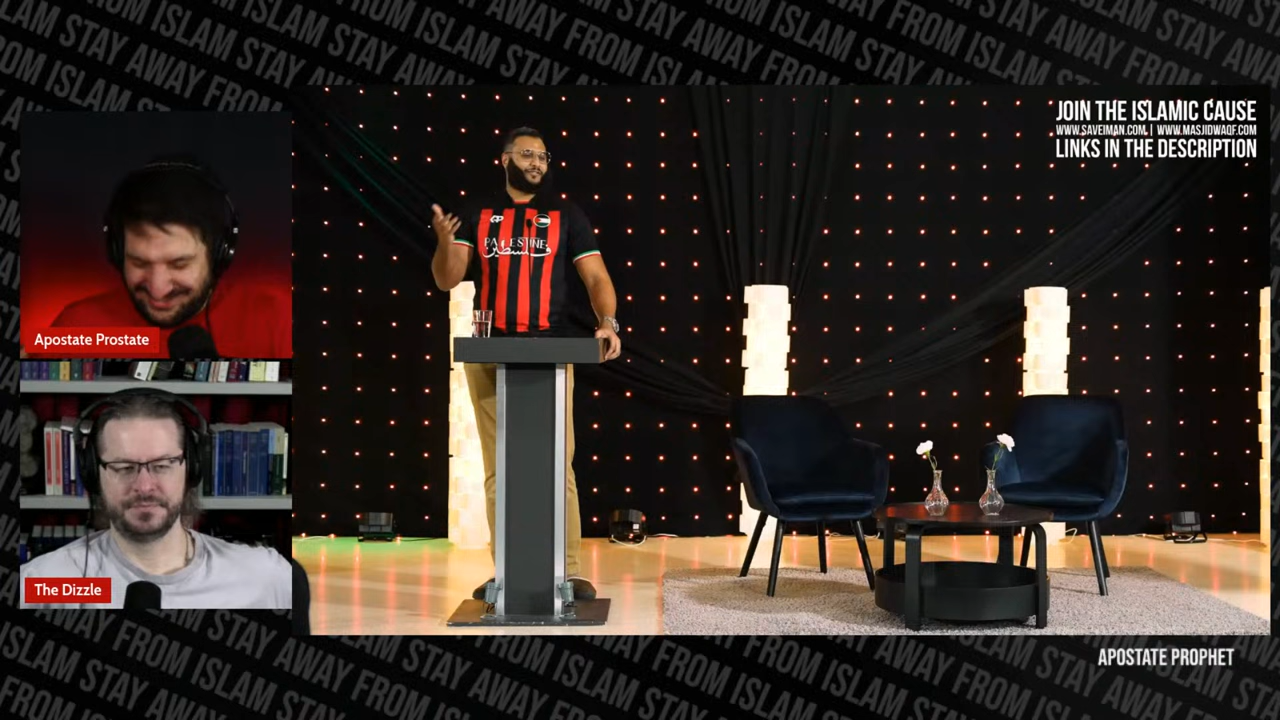 STAY AWAY FROM ISLAM
JOIN THE ISLAMIC CAUSE
WWW.SAVEIMAN.COM | WWW.MASJIDWAQF.COM
LINKS IN THE DESCRIPTION
PALESTINE
فلسطين
Apostate Prostate
The Dizzle
APOSTATE PROPHET